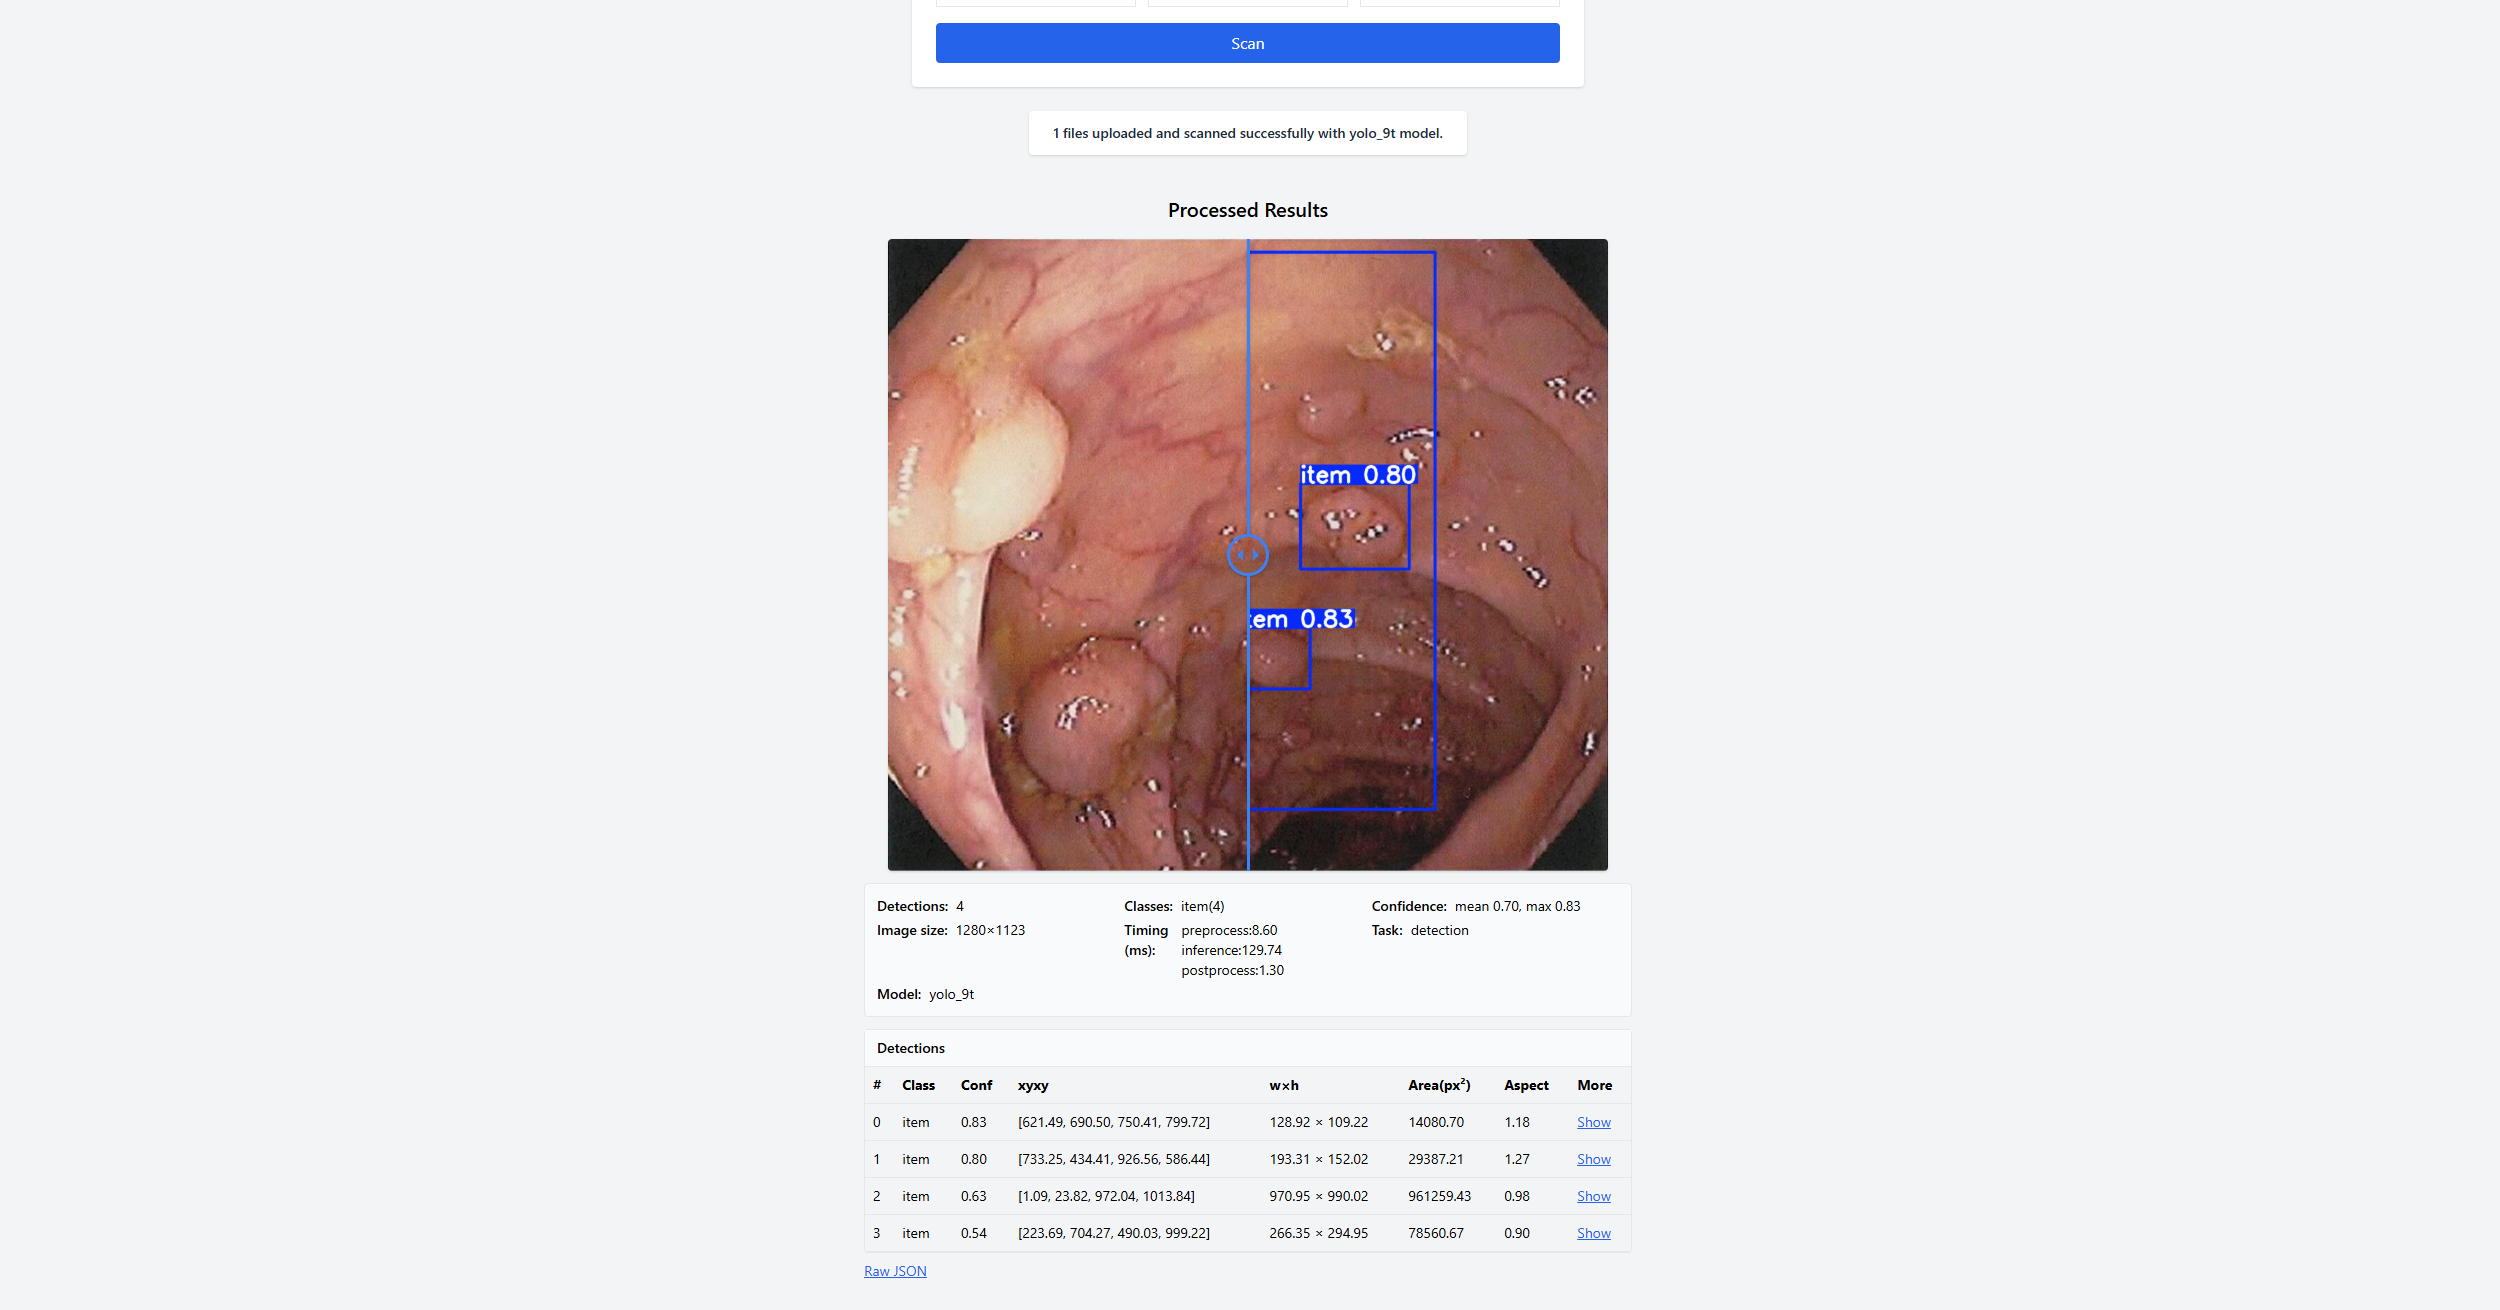 Scan
1 files uploaded and scanned successfully with yolo_9t model.
Processed Results
item 0.80
tem 0.83
Detections: 4
Classes: item(4)
Confidence: mean 0.70, max 0.83
Image size: 1280×1123
Timing (ms): preprocess:8.60
inference:129.74
postprocess:1.30
Task: detection
Model: yolo_9t
Detections
# Class Conf xyxy w×h Area(px²) Aspect More
0 item 0.83 [621.49, 690.50, 750.41, 799.72] 128.92 × 109.22 14080.70 1.18 Show
1 item 0.80 [733.25, 434.41, 926.56, 586.44] 193.31 × 152.02 29387.21 1.27 Show
2 item 0.63 [1.09, 23.82, 972.04, 1013.84] 970.95 × 990.02 961259.43 0.98 Show
3 item 0.54 [223.69, 704.27, 490.03, 999.22] 266.35 × 294.95 78560.67 0.90 Show
Raw JSON